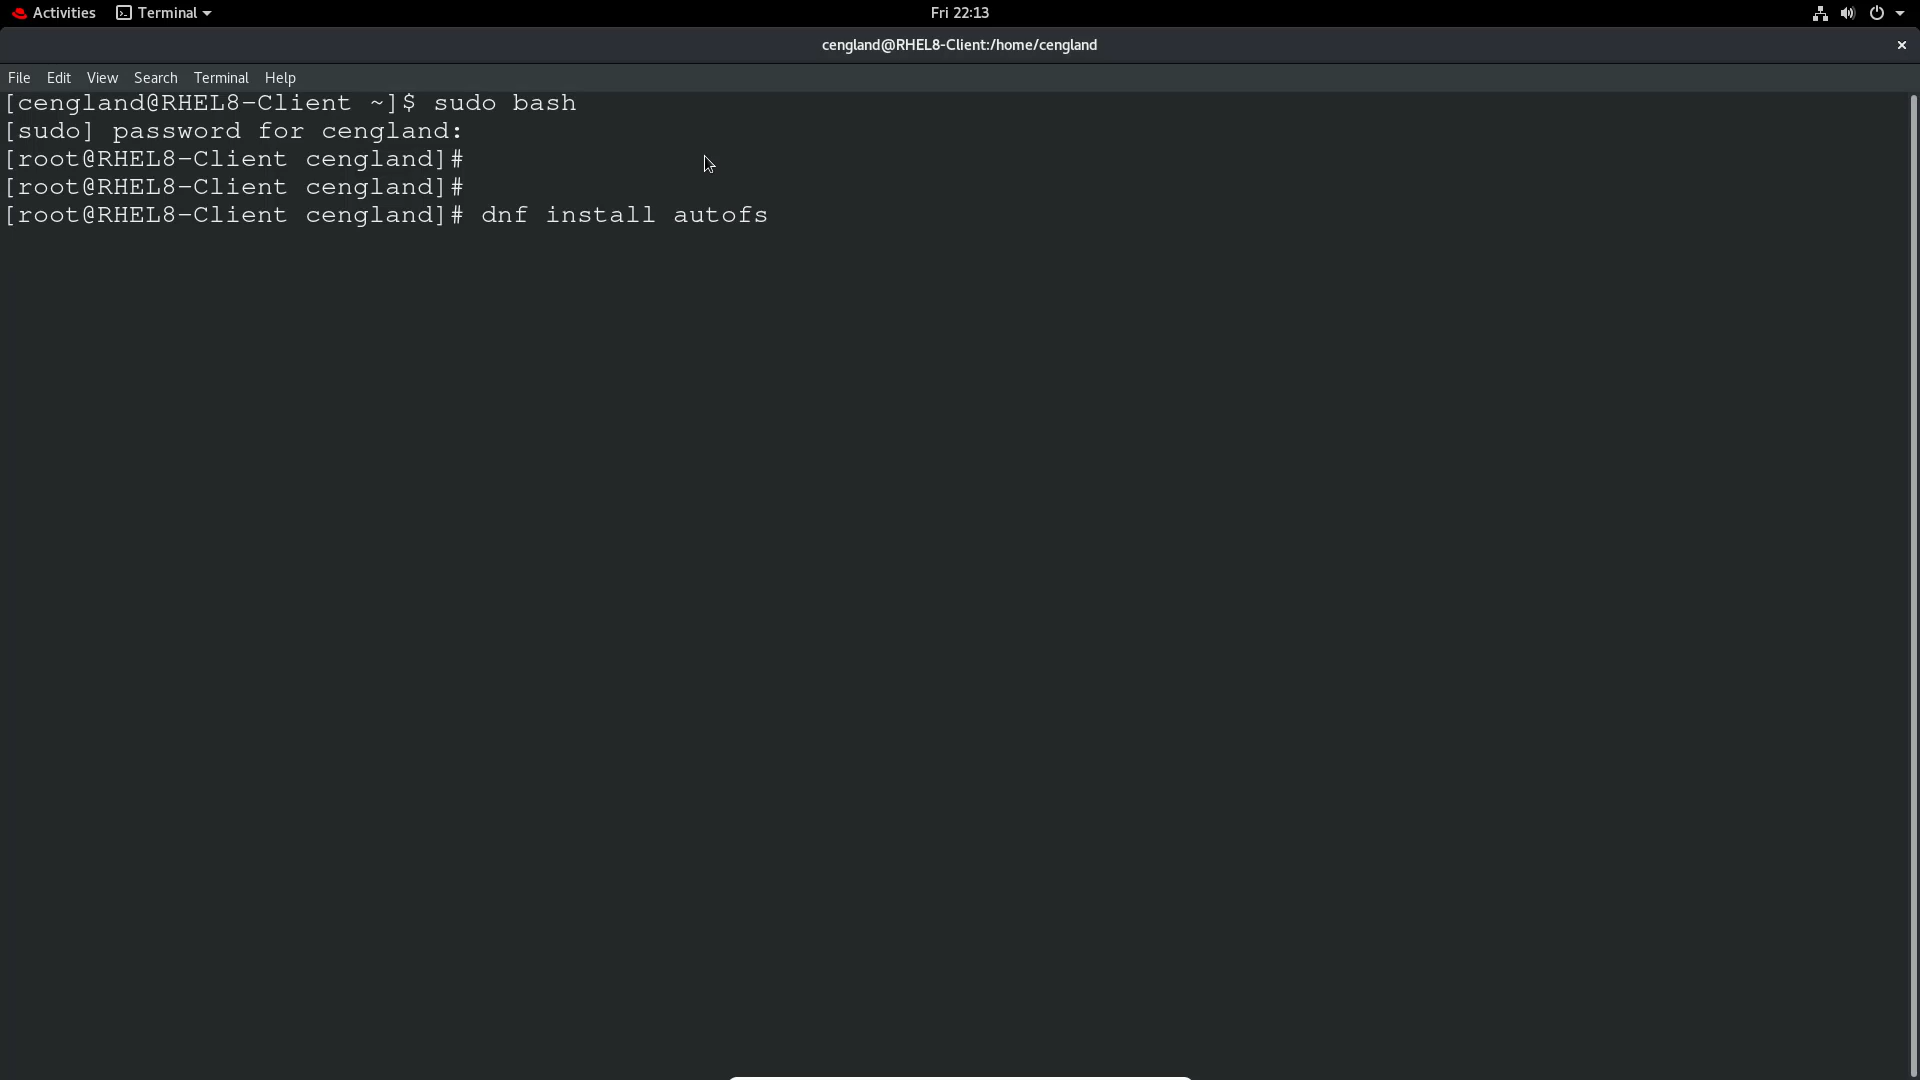 Activities Terminal Fri 22:13
cengland@RHEL8-Client:/home/cengland
File Edit View Search Terminal Help
[cengland@RHEL8-Client ~]$ sudo bash
[sudo] password for cengland:
[root@RHEL8-Client cengland]#
[root@RHEL8-Client cengland]#
[root@RHEL8-Client cengland]# dnf install autofs